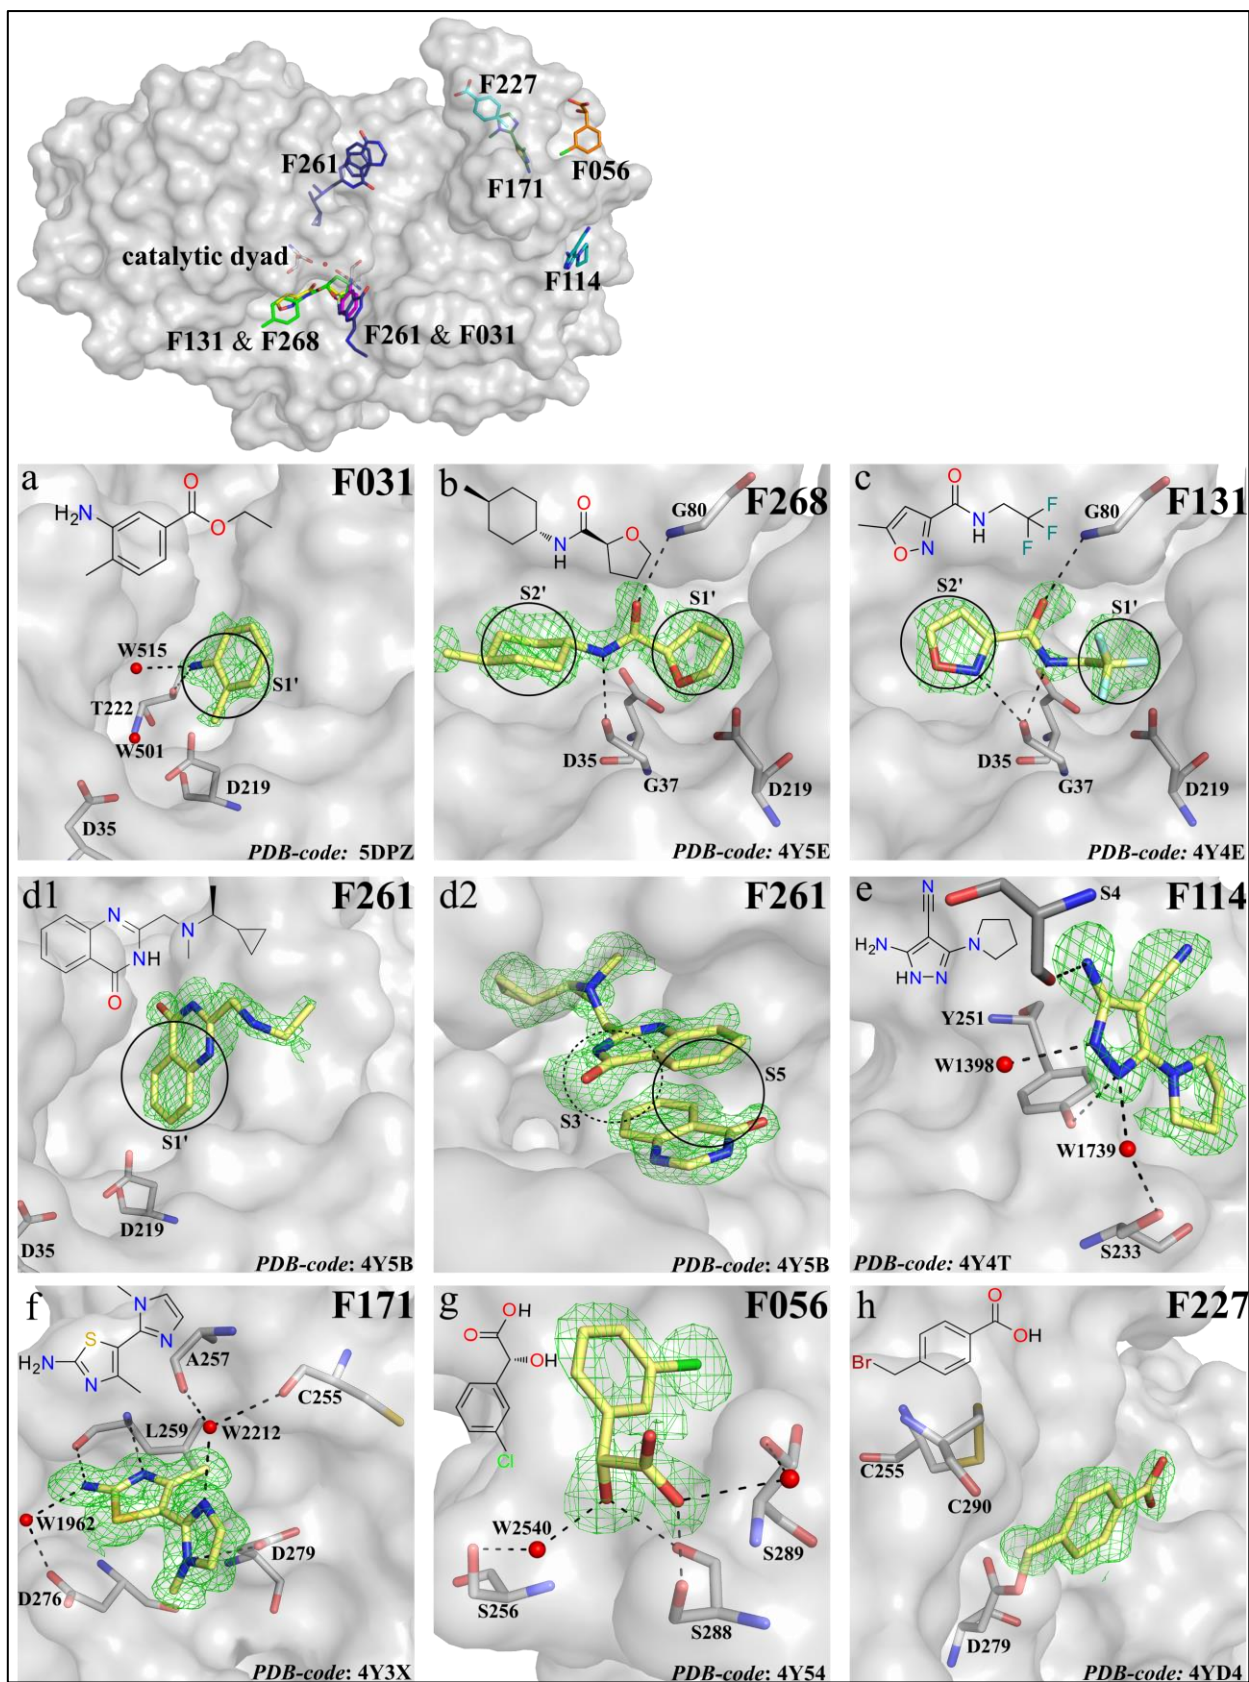 F227
F261
F056
F171
catalytic dyad
F114
F131 & F268
F261 & F031
a
F031
O
H₂N
O
W515
S1'
T222
W501
D219
D35
PDB-code: 5DPZ
b
F268
O
O
N
H
G80
S2'
S1'
D35
G37
D219
PDB-code: 4Y5E
c
F131
O
G80
N
H
F
F
F
O
N
S2'
S1'
D35
G37
D219
PDB-code: 4Y4E
d1
F261
N
N
NH
O
S1'
D219
D35
PDB-code: 4Y5B
d2
F261
S5
S3
PDB-code: 4Y5B
e
F114
N
S4
H₂N
N
HN
N
Y251
W1398
W1739
S233
PDB-code: 4Y4T
f
F171
N
S
N
H₂N
N
A257
C255
L259
W2212
W1962
D279
D276
PDB-code: 4Y3X
g
F056
OH
O
OH
Cl
W2540
S289
S256
S288
PDB-code: 4Y54
h
F227
O
OH
Br
C255
C290
D279
PDB-code: 4YD4